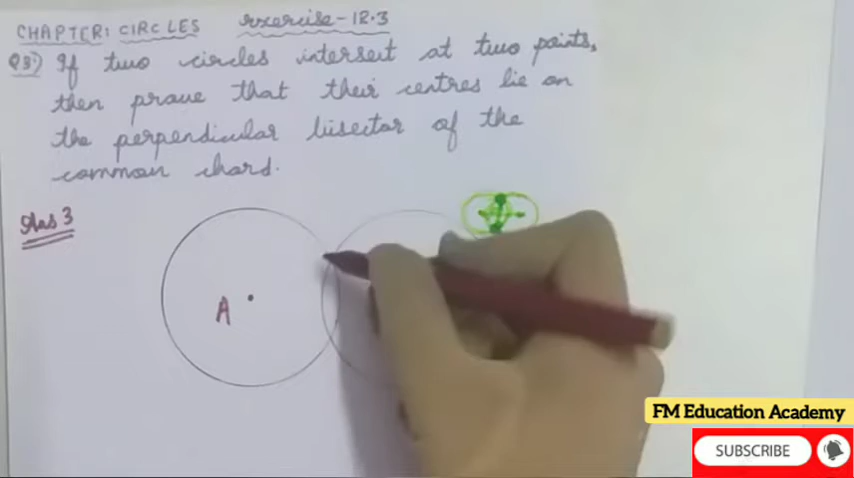 CHAPTER: CIRCLES exercise-12.3
Q3:) If two circles intersect at two points,
then prove that their centres lie on
the perpendicular bisector of the
common chord.
Ans 3
A
FM Education Academy
SUBSCRIBE